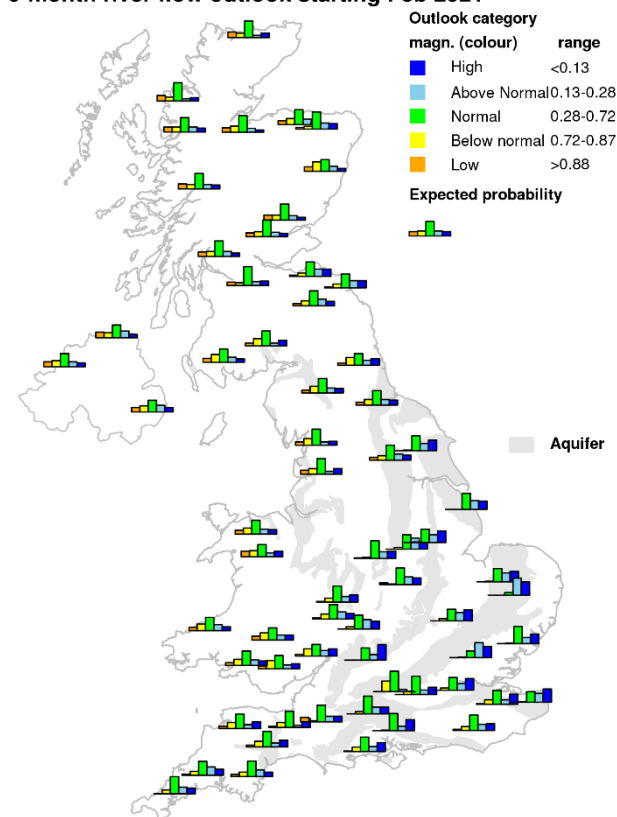 3-month river flow outlook starting Feb 2021
Outlook category
magn. (colour) range
High <0.13
Above Normal 0.13-0.28
Normal 0.28-0.72
Below normal 0.72-0.87
Low >0.88
Expected probability
Aquifer